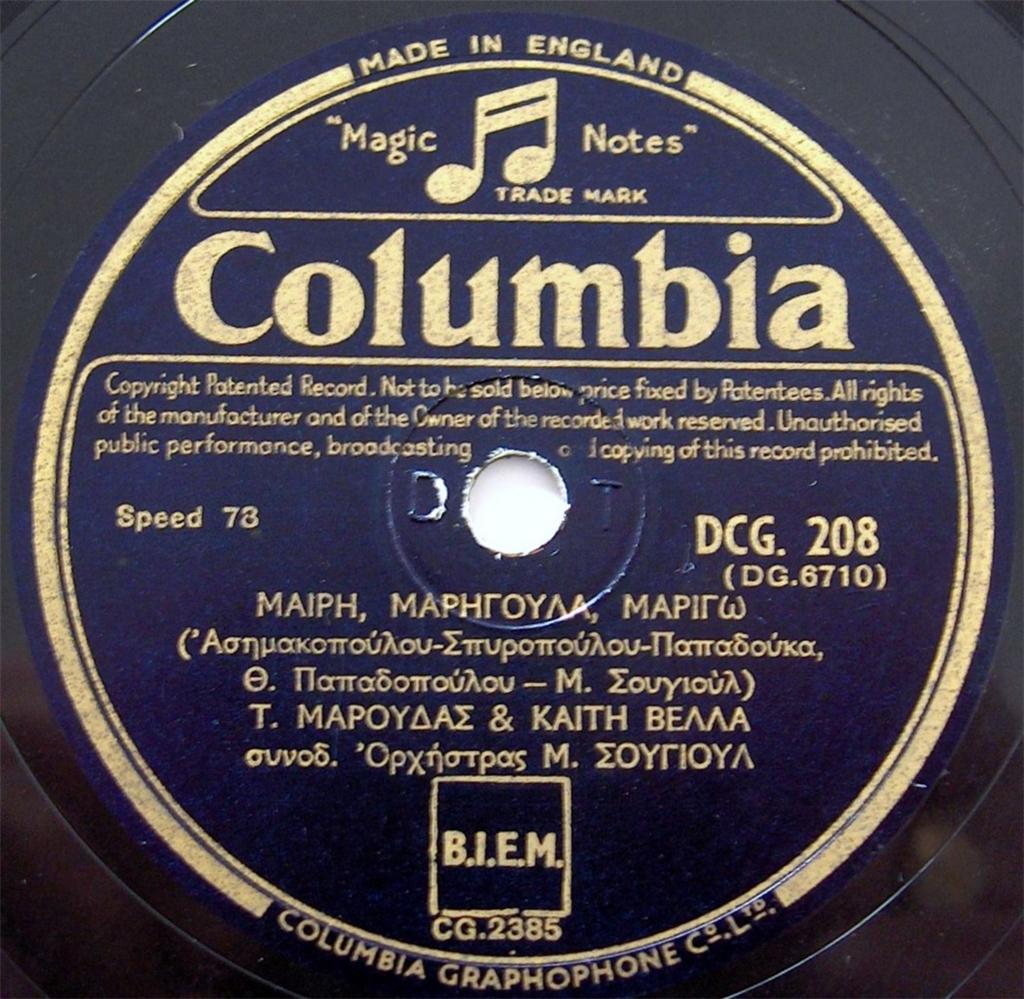 MADE IN ENGLAND
"Magic Notes"
TRADE MARK
Columbia
Copyright Patented Record. Not to be sold below price fixed by Patentees. All rights
of the manufacturer and of the Owner of the recorded work reserved. Unauthorised
public performance, broadcasting copying of this record prohibited.
D T
Speed 78
DCG. 208
(DG.6710)
ΜΑΙΡΗ, ΜΑΡΗΓΟΥΛΑ, ΜΑΡΙΓΩ
(Ἀσημακοπούλου-Σπυροπούλου-Παπαδούκα,
Θ. Παπαδοπούλου – Μ. Σουγιούλ)
Τ. ΜΑΡΟΥΔΑΣ & ΚΑΙΤΗ ΒΕΛΛΑ
συνοδ. Ὀρχήστρας Μ. ΣΟΥΓΙΟΥΛ
B.I.E.M.
CG.2385
COLUMBIA GRAPHOPHONE Cº. LTD.